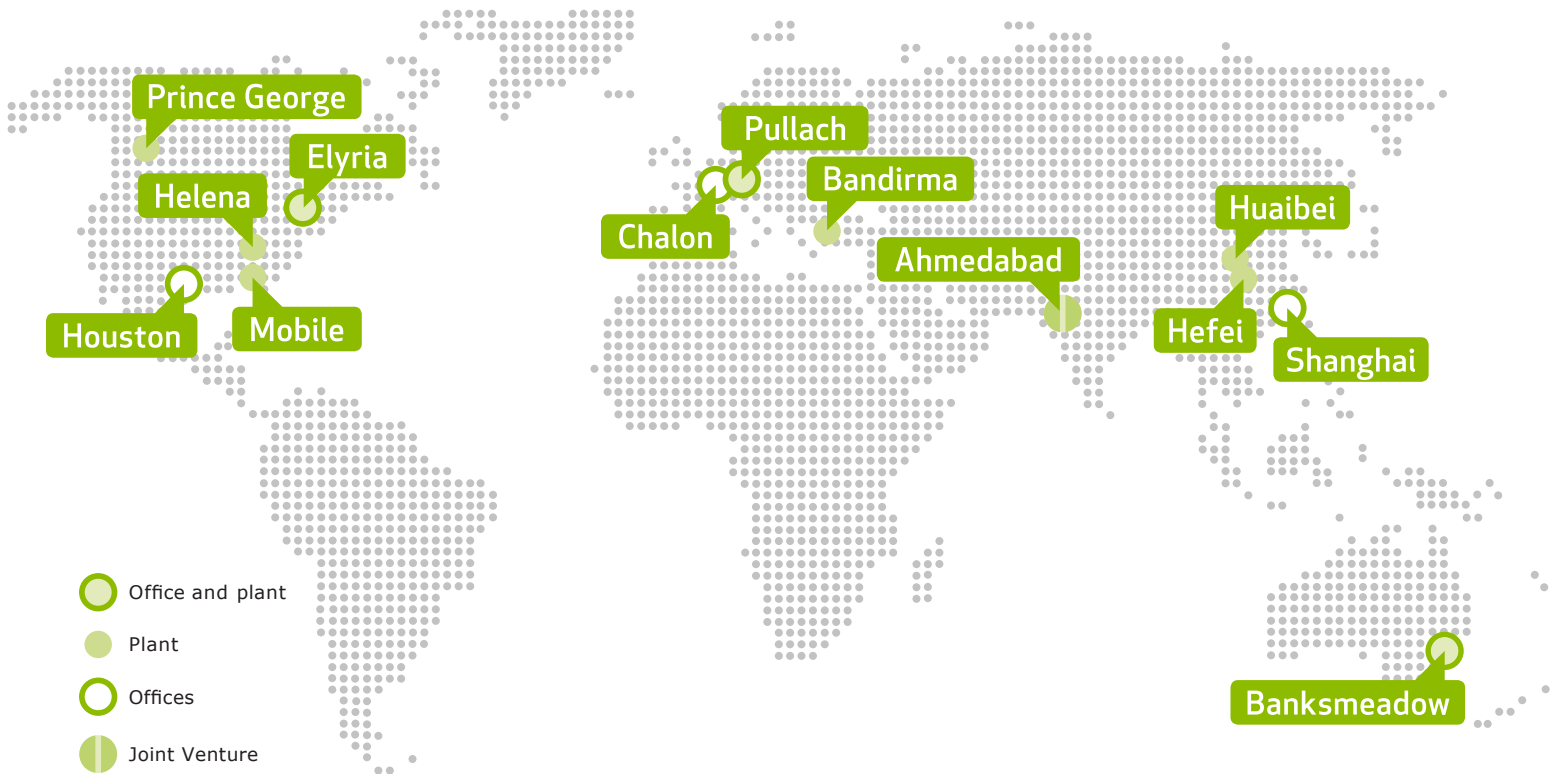 Prince George
Pullach
Elyria
Bandirma
Helena
Huaibei
Chalon
Ahmedabad
Houston
Mobile
Hefei
Shanghai
Office and plant
Plant
Offices
Banksmeadow
Joint Venture